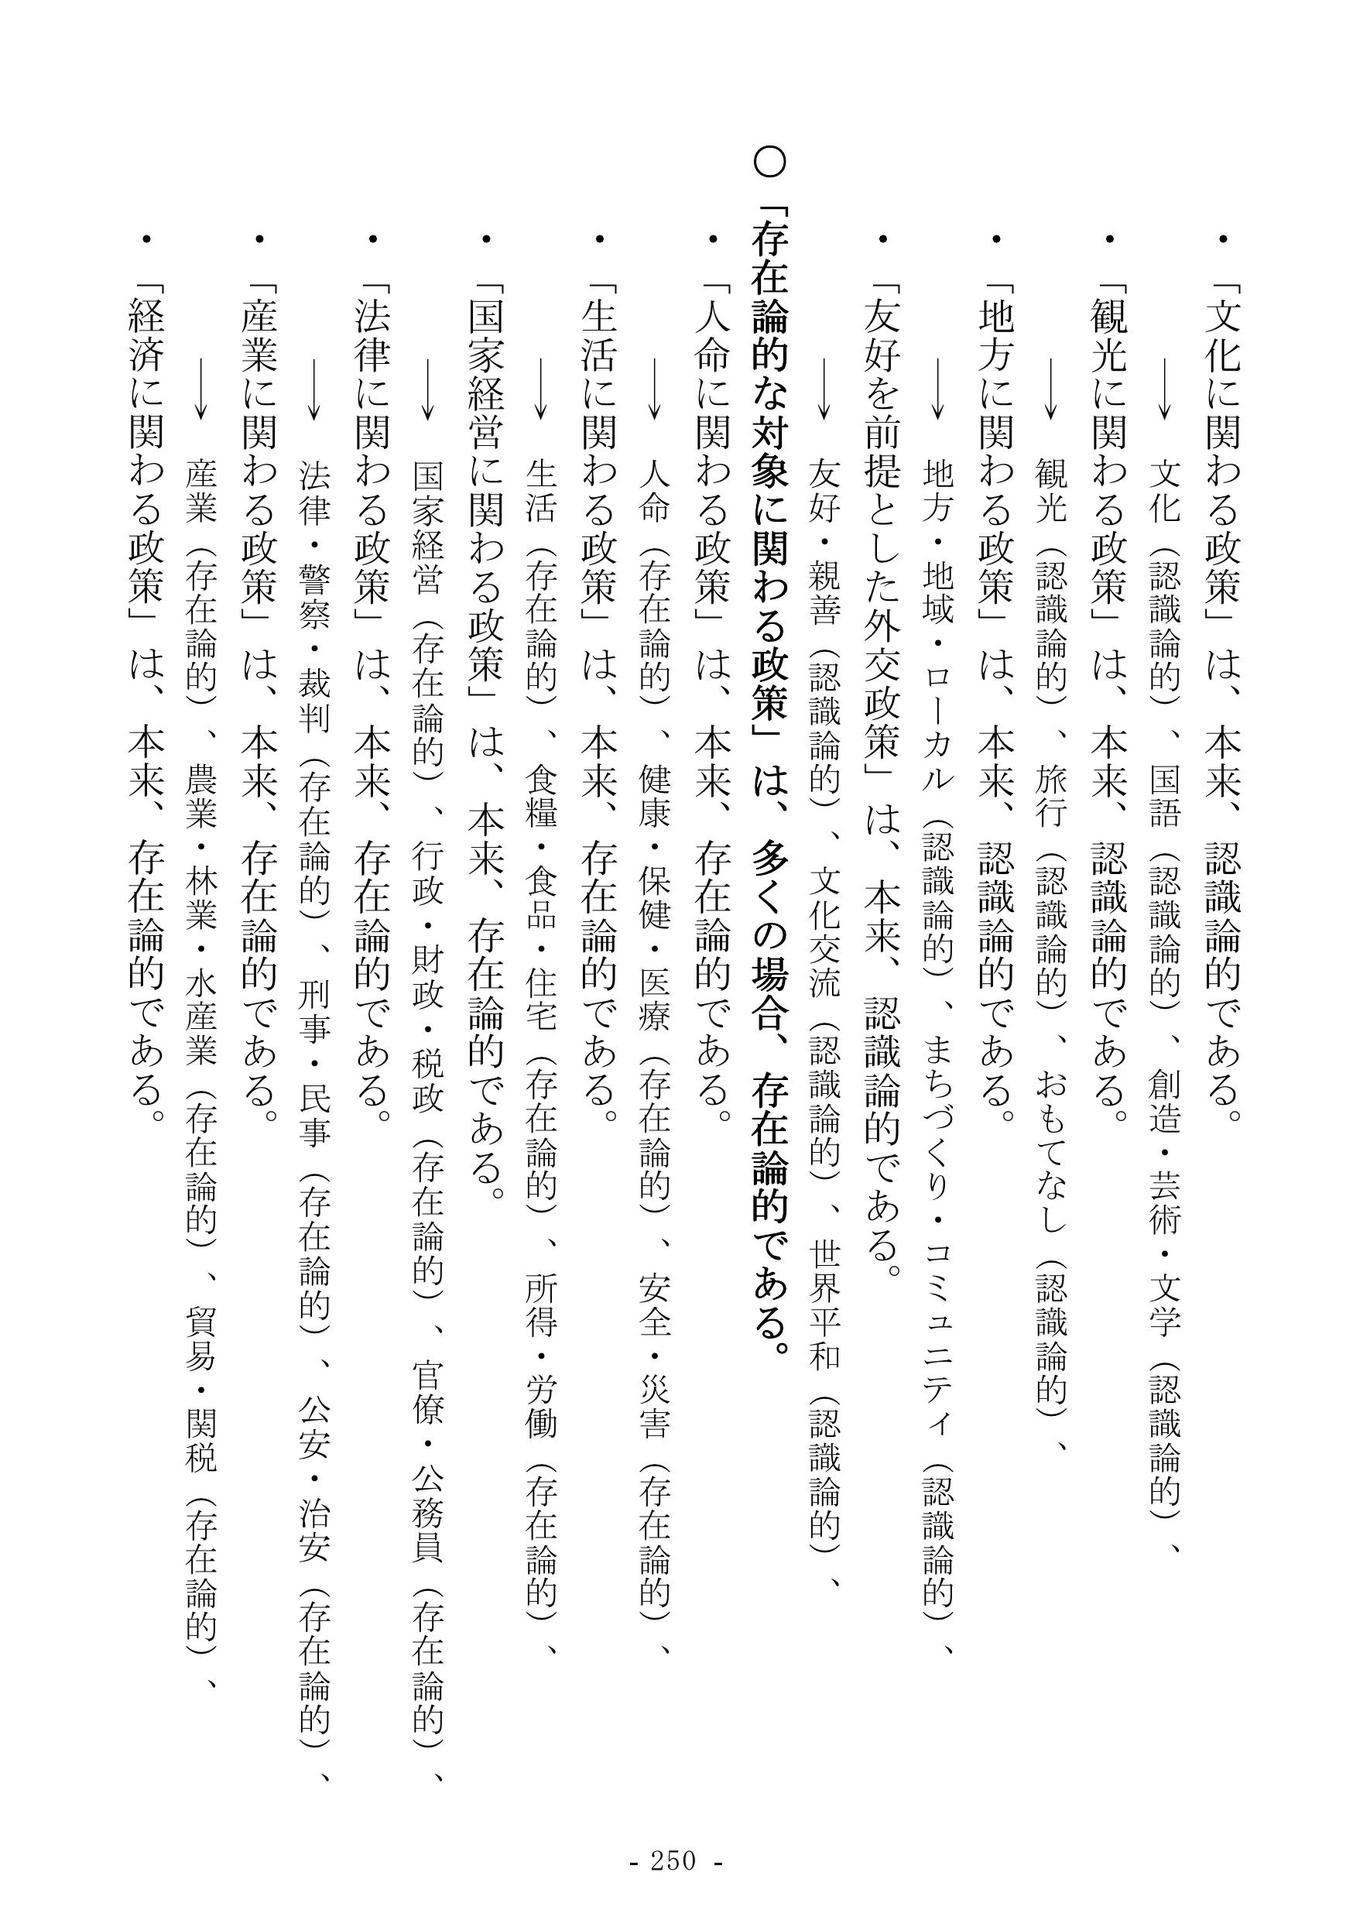 ・「文化に関わる政策」は、本来、認識論的である。
→ 文化（認識論的）、国語（認識論的）、創造・芸術・文学（認識論的）、
・「観光に関わる政策」は、本来、認識論的である。
→ 観光（認識論的）、旅行（認識論的）、おもてなし（認識論的）、
・「地方に関わる政策」は、本来、認識論的である。
→ 地方・地域・ローカル（認識論的）、まちづくり・コミュニティ（認識論的）、
・「友好を前提とした外交政策」は、本来、認識論的である。
→ 友好・親善（認識論的）、文化交流（認識論的）、世界平和（認識論的）、
○「存在論的な対象に関わる政策」は、多くの場合、存在論的である。
・「人命に関わる政策」は、本来、存在論的である。
→ 人命（存在論的）、健康・保健・医療（存在論的）、安全・災害（存在論的）、
・「生活に関わる政策」は、本来、存在論的である。
→ 生活（存在論的）、食糧・食品・住宅（存在論的）、所得・労働（存在論的）、
・「国家経営に関わる政策」は、本来、存在論的である。
→ 国家経営（存在論的）、行政・財政・税政（存在論的）、官僚・公務員（存在論的）、
・「法律に関わる政策」は、本来、存在論的である。
→ 法律・警察・裁判（存在論的）、刑事・民事（存在論的）、公安・治安（存在論的）、
・「産業に関わる政策」は、本来、存在論的である。
→ 産業（存在論的）、農業・林業・水産業（存在論的）、貿易・関税（存在論的）、
・「経済に関わる政策」は、本来、存在論的である。
- 250 -